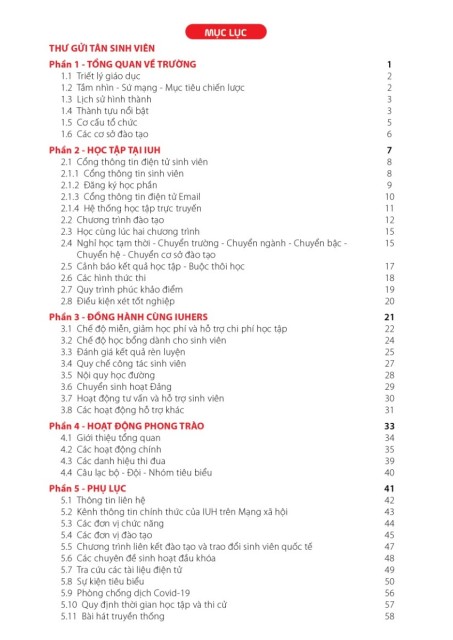 MỤC LỤC
THƯ GỬI TÂN SINH VIÊN
Phần 1 - TỔNG QUAN VỀ TRƯỜNG 1
1.1 Triết lý giáo dục 2
1.2 Tầm nhìn - Sứ mạng - Mục tiêu chiến lược 2
1.3 Lịch sử hình thành 3
1.4 Thành tựu nổi bật 3
1.5 Cơ cấu tổ chức 5
1.6 Các cơ sở đào tạo 6
Phần 2 - HỌC TẬP TẠI IUH 7
2.1 Cổng thông tin điện tử sinh viên 8
2.1.1 Cổng thông tin sinh viên 8
2.1.2 Đăng ký học phần 9
2.1.3 Cổng thông tin điện tử Email 10
2.1.4 Hệ thống học tập trực truyến 11
2.2 Chương trình đào tạo 12
2.3 Học cùng lúc hai chương trình 15
2.4 Nghỉ học tạm thời - Chuyển trường - Chuyển ngành - Chuyển bậc - 15
Chuyển hệ - Chuyển cơ sở đào tạo
2.5 Cảnh báo kết quả học tập - Buộc thôi học 17
2.6 Các hình thức thi 18
2.7 Quy trình phúc khảo điểm 19
2.8 Điều kiện xét tốt nghiệp 20
Phần 3 - ĐỒNG HÀNH CÙNG IUHERS 21
3.1 Chế độ miễn, giảm học phí và hỗ trợ chi phí học tập 22
3.2 Chế độ học bổng dành cho sinh viên 24
3.3 Đánh giá kết quả rèn luyện 25
3.4 Quy chế công tác sinh viên 27
3.5 Nội quy học đường 28
3.6 Chuyển sinh hoạt Đảng 29
3.7 Hoạt động tư vấn và hỗ trợ sinh viên 30
3.8 Các hoạt động hỗ trợ khác 31
Phần 4 - HOẠT ĐỘNG PHONG TRÀO 33
4.1 Giới thiệu tổng quan 34
4.2 Các hoạt động chính 35
4.3 Các danh hiệu thi đua 39
4.4 Câu lạc bộ - Đội - Nhóm tiêu biểu 40
Phần 5 - PHỤ LỤC 41
5.1 Thông tin liên hệ 42
5.2 Kênh thông tin chính thức của IUH trên Mạng xã hội 43
5.3 Các đơn vị chức năng 44
5.4 Các đơn vị đào tạo 45
5.5 Chương trình liên kết đào tạo và trao đổi sinh viên quốc tế 47
5.6 Các chuyên đề sinh hoạt đầu khóa 48
5.7 Tra cứu các tài liệu điện tử 49
5.8 Sự kiện tiêu biểu 50
5.9 Phòng chống dịch Covid-19 56
5.10 Quy định thời gian học tập và thi cử 57
5.11 Bài hát truyền thống 58